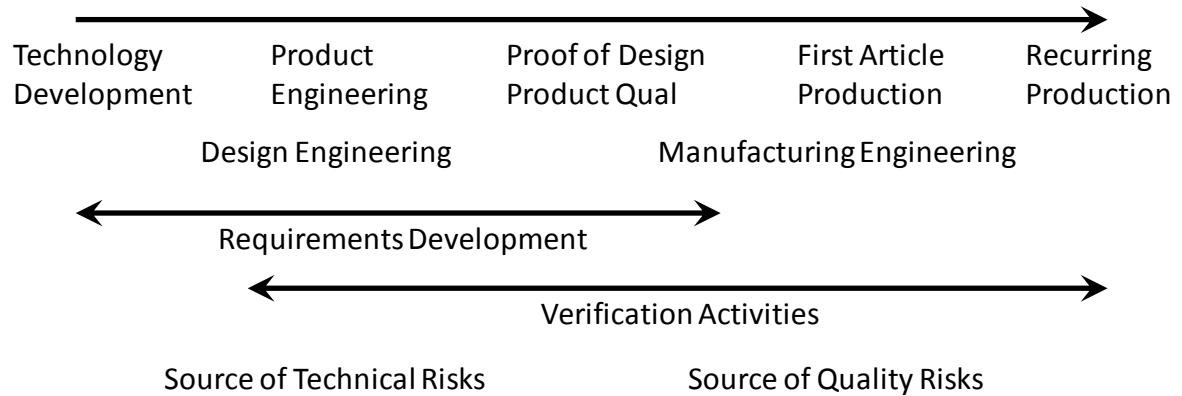 Technology Development
Product Engineering
Proof of Design Product Qual
First Article Production
Recurring Production
Design Engineering
Manufacturing Engineering
Requirements Development
Verification Activities
Source of Technical Risks
Source of Quality Risks